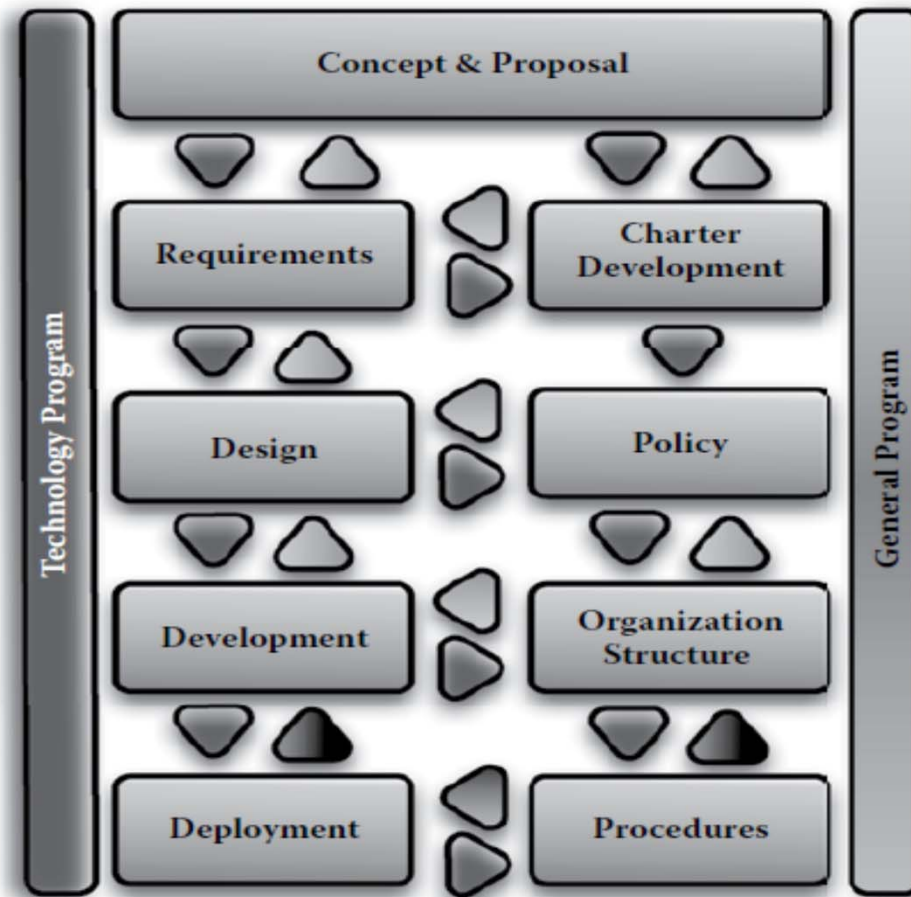 Concept & Proposal
Requirements
Charter
Development
Technology Program
General Program
Design
Policy
Development
Organization
Structure
Deployment
Procedures